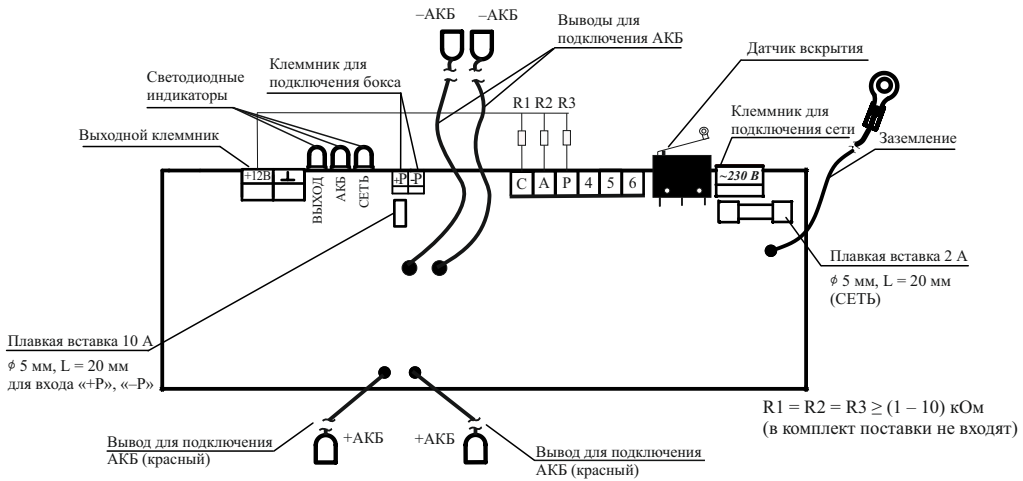 –АКБ
–АКБ
Выводы для
подключения АКБ
Датчик вскрытия
Светодиодные
индикаторы
Клеммник для
подключения бокса
R1 R2 R3
Клеммник для
подключения сети
Заземление
Выходной клеммник
+12В
⊥
ВЫХОД
АКБ
СЕТЬ
+Р
-Р
С А Р 4 5 6
~230 В
Плавкая вставка 2 А
∮ 5 мм, L = 20 мм
(СЕТЬ)
Плавкая вставка 10 А
∮ 5 мм, L = 20 мм
для входа «+Р», «–Р»
R1 = R2 = R3 ≥ (1 – 10) кОм
(в комплект поставки не входят)
Вывод для подключения
АКБ (красный)
+АКБ
+АКБ
Вывод для подключения
АКБ (красный)